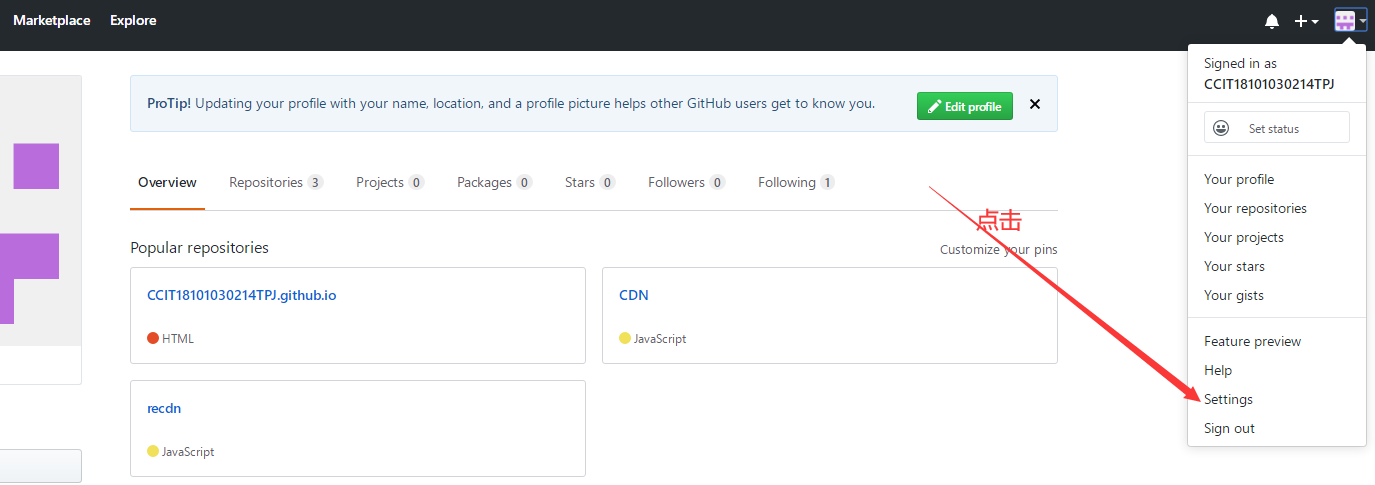 Marketplace Explore
ProTip! Updating your profile with your name, location, and a profile picture helps other GitHub users get to know you.
Edit profile
Overview Repositories 3 Projects 0 Packages 0 Stars 0 Followers 0 Following 1
点击
Popular repositories
Customize your pins
CCIT18101030214TPJ.github.io
HTML
CDN
JavaScript
recdn
JavaScript
Signed in as
CCIT18101030214TPJ
Set status
Your profile
Your repositories
Your projects
Your stars
Your gists
Feature preview
Help
Settings
Sign out